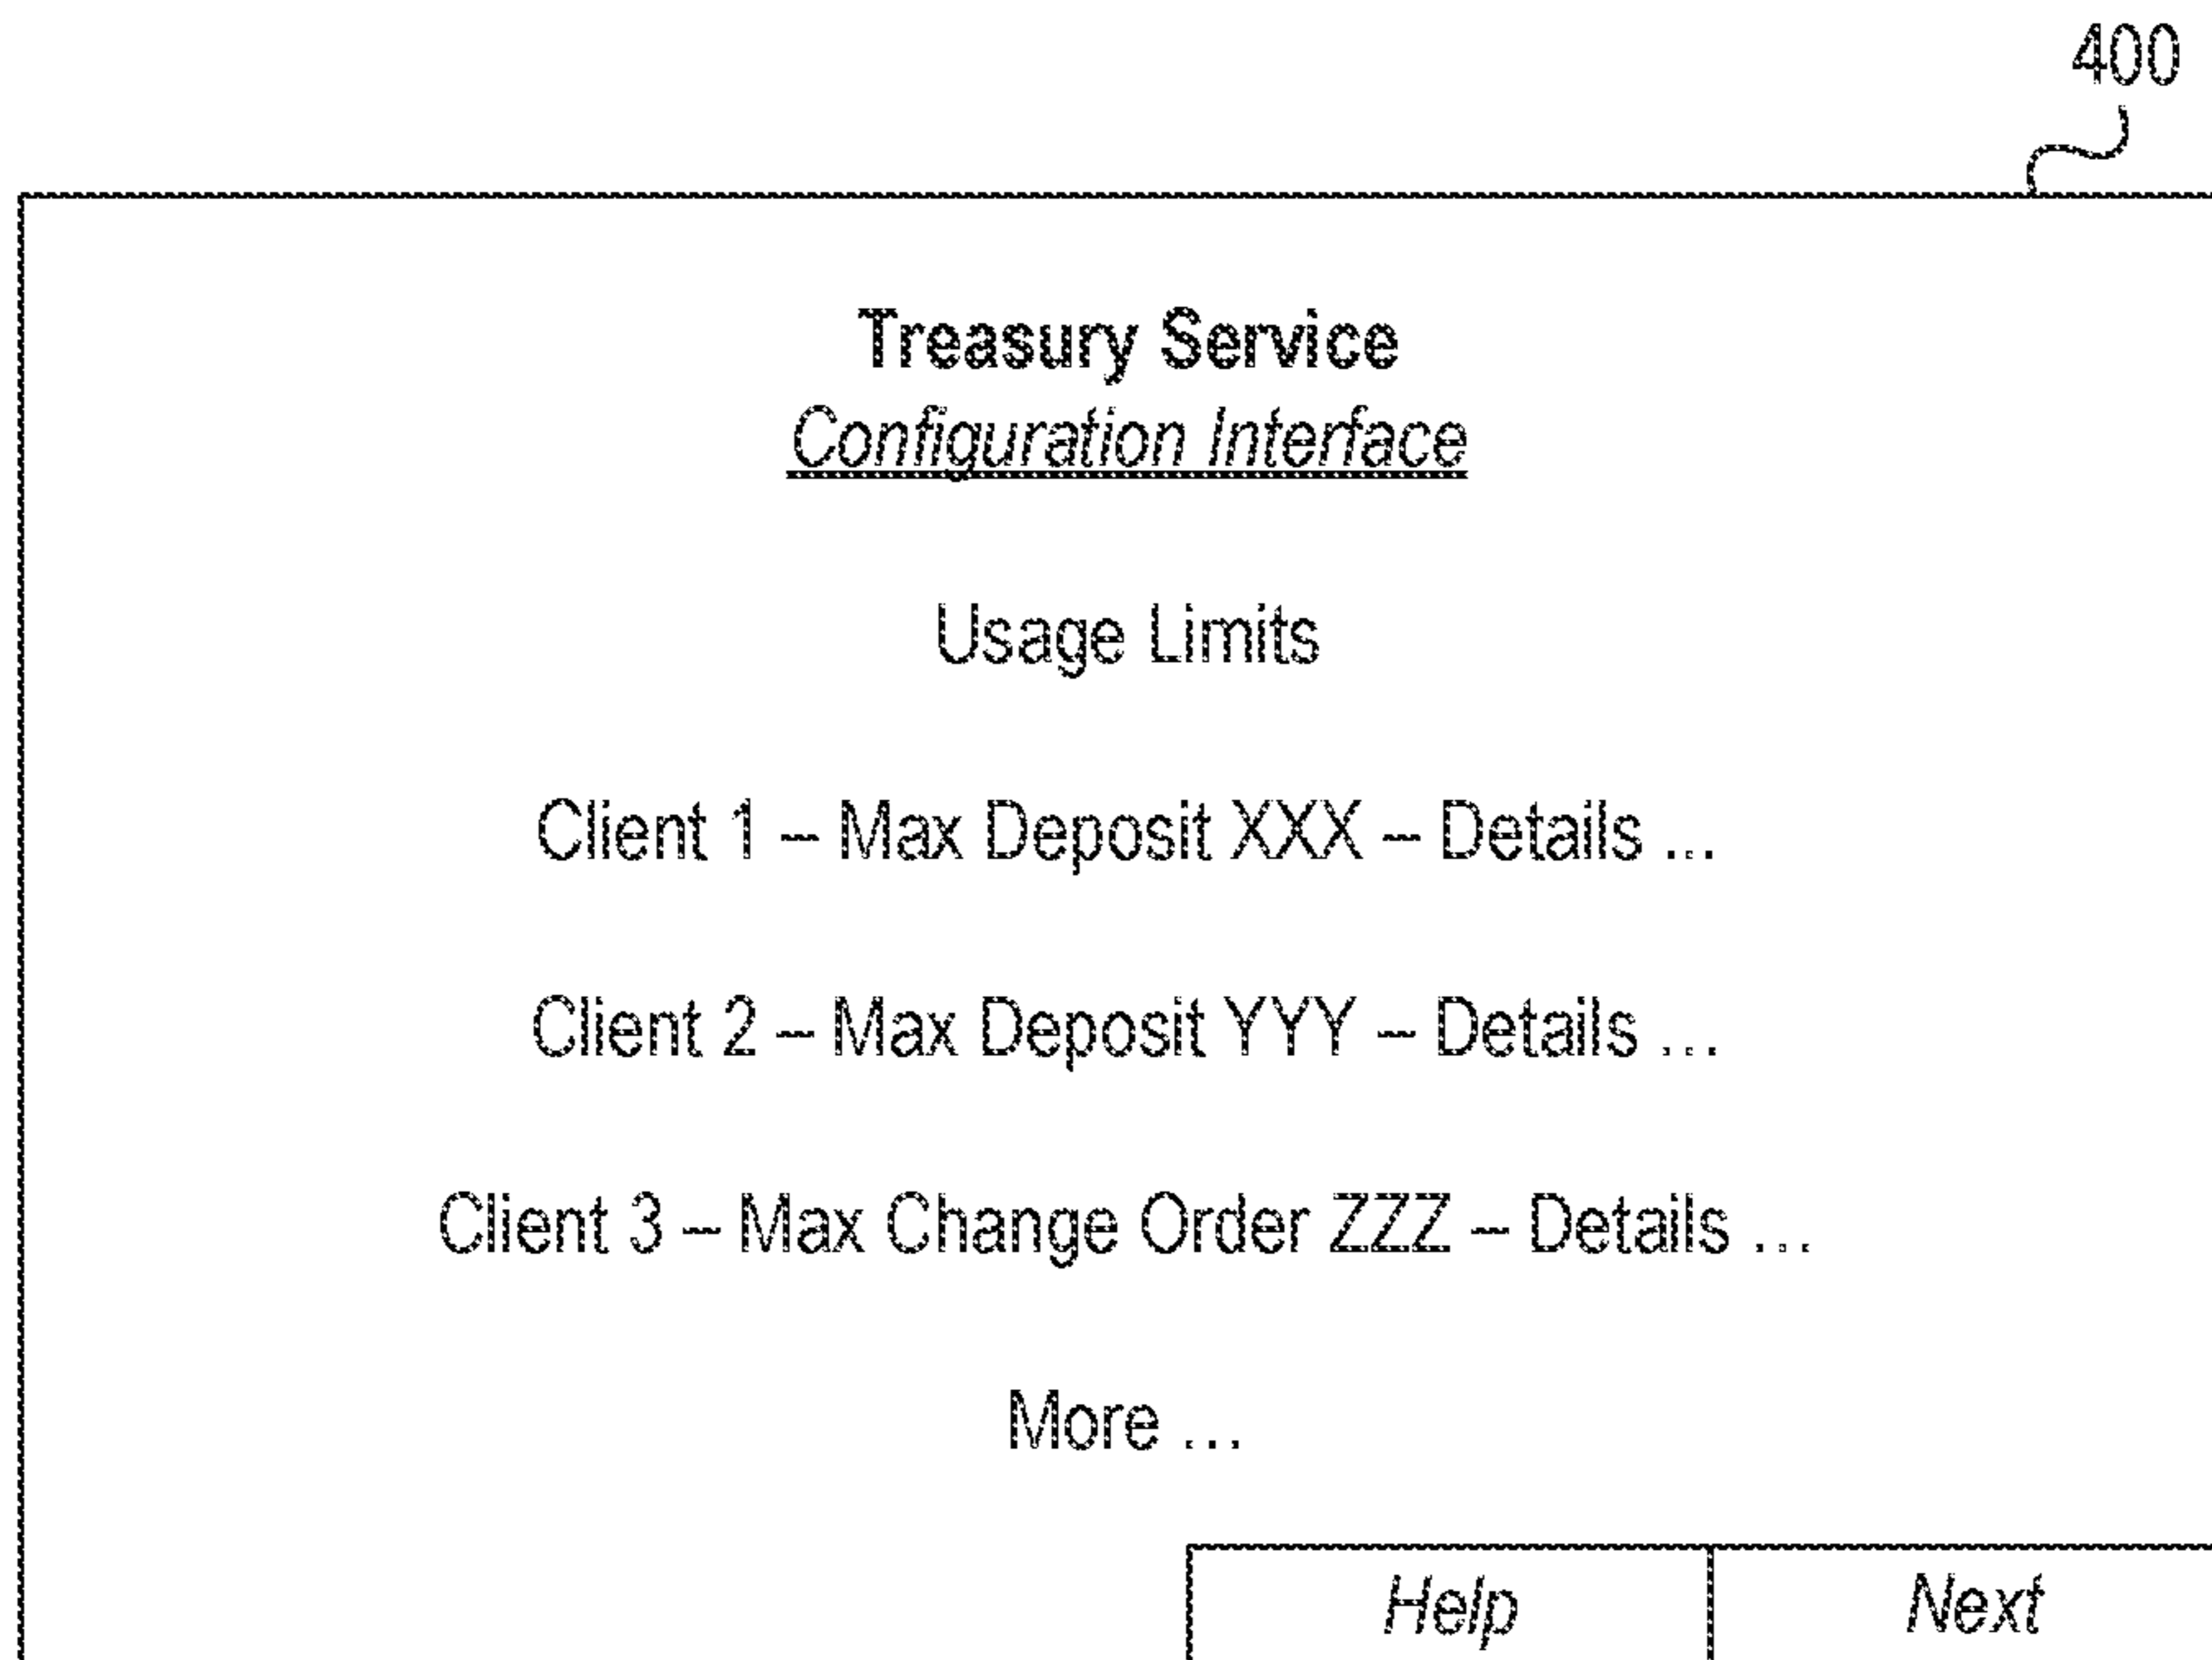 400
Treasury Service
Configuration Interface
Usage Limits
Client 1 – Max Deposit XXX – Details ...
Client 2 – Max Deposit YYY – Details ...
Client 3 – Max Change Order ZZZ – Details ...
More ...
Help
Next